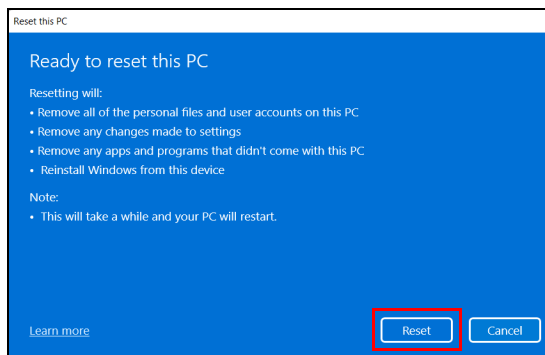 Reset this PC
Ready to reset this PC
Resetting will:
• Remove all of the personal files and user accounts on this PC
• Remove any changes made to settings
• Remove any apps and programs that didn't come with this PC
• Reinstall Windows from this device
Note:
• This will take a while and your PC will restart.
Learn more
Reset
Cancel